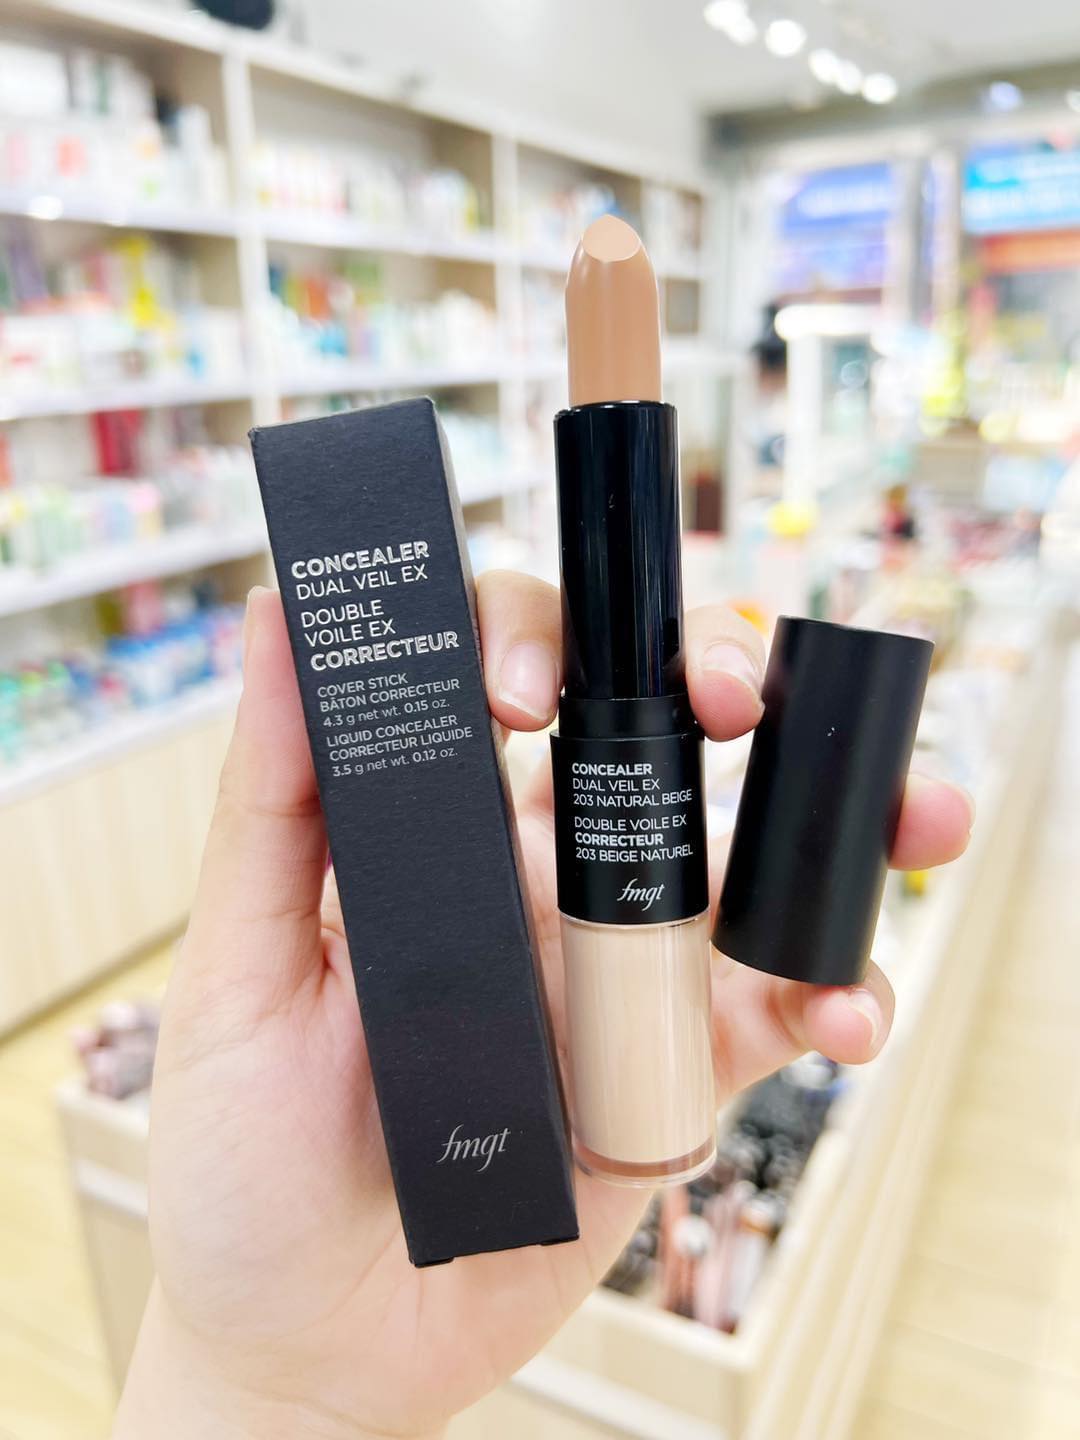 CONCEALER
DUAL VEIL EX
DOUBLE
VOILE EX
CORRECTEUR
COVER STICK
BÂTON CORRECTEUR
4.3 g net wt. 0.15 oz.
LIQUID CONCEALER
CORRECTEUR LIQUIDE
3.5 g net wt. 0.12 oz.
fmgt
CONCEALER
DUAL VEIL EX
203 NATURAL BEIGE
DOUBLE VOILE EX
CORRECTEUR
203 BEIGE NATUREL
fmgt